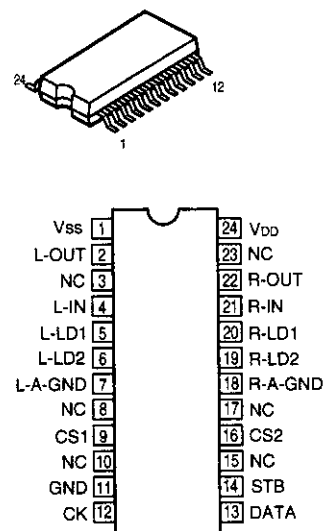 24
12
1
Vss 1 24 VDD
L-OUT 2 23 NC
NC 3 22 R-OUT
L-IN 4 21 R-IN
L-LD1 5 20 R-LD1
L-LD2 6 19 R-LD2
L-A-GND 7 18 R-A-GND
NC 8 17 NC
CS1 9 16 CS2
NC 10 15 NC
GND 11 14 STB
CK 12 13 DATA